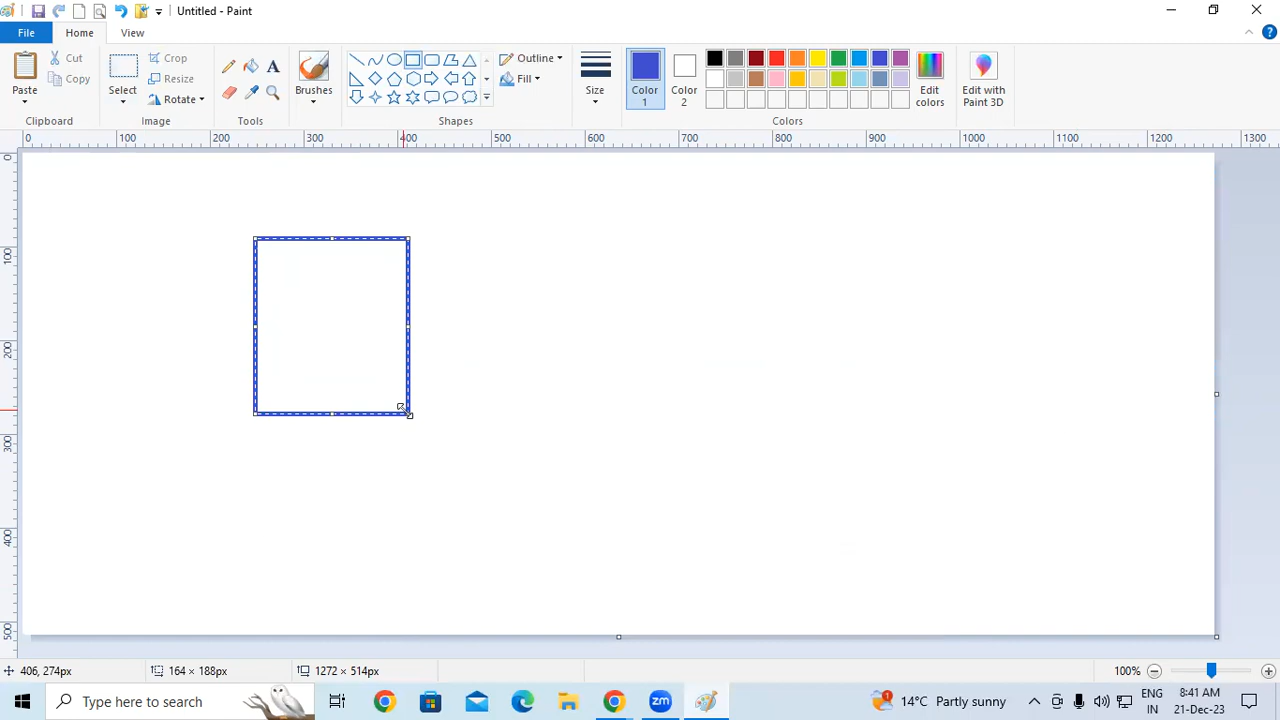 Untitled - Paint
File Home View
Paste
Cut
Copy
Clipboard
Select
Crop
Resize
Rotate
Image
Tools
Brushes
Shapes
Outline
Fill
Size
Color 1
Color 2
Colors
Edit colors
Edit with Paint 3D
0 100 200 300 400 500 600 700 800 900 1000 1100 1200 1300
0
100
200
300
400
500
406, 274px 164 × 188px 1272 × 514px 100%
Type here to search
14°C Partly sunny
ENG
IN
8:41 AM
21-Dec-23